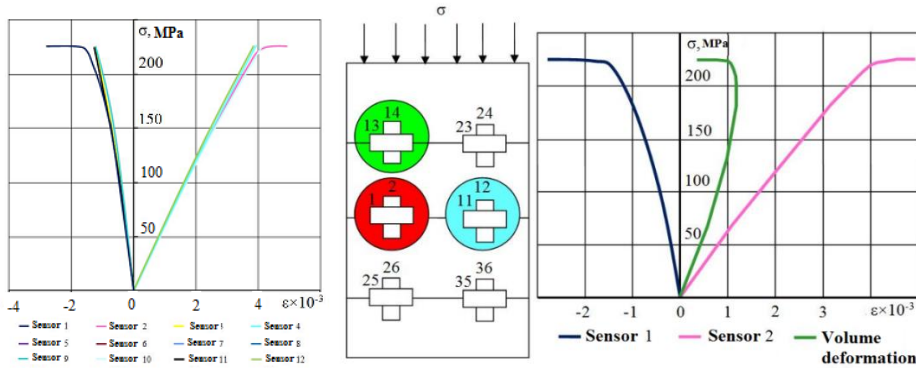 σ, MPa
200
150
100
50
-4 -2 0 2 4 ε×10⁻³
Sensor 1 Sensor 2 Sensor 3 Sensor 4
Sensor 5 Sensor 6 Sensor 7 Sensor 8
Sensor 9 Sensor 10 Sensor 11 Sensor 12
σ
14 24
13 23
2 12
1 11
26 36
25 35
σ, MPa
200
150
100
50
-2 -1 0 1 2 3 ε×10⁻³
Sensor 1 Sensor 2 Volume
deformation